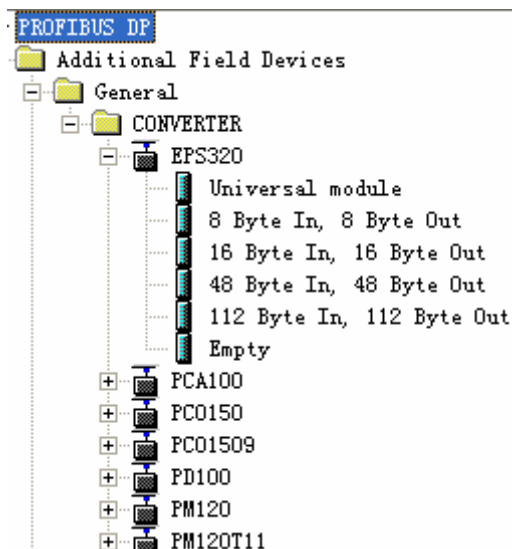 PROFIBUS DP
Additional Field Devices
General
CONVERTER
EPS320
Universal module
8 Byte In, 8 Byte Out
16 Byte In, 16 Byte Out
48 Byte In, 48 Byte Out
112 Byte In, 112 Byte Out
Empty
PCA100
PCO150
PCO1509
PD100
PM120
PM120T11